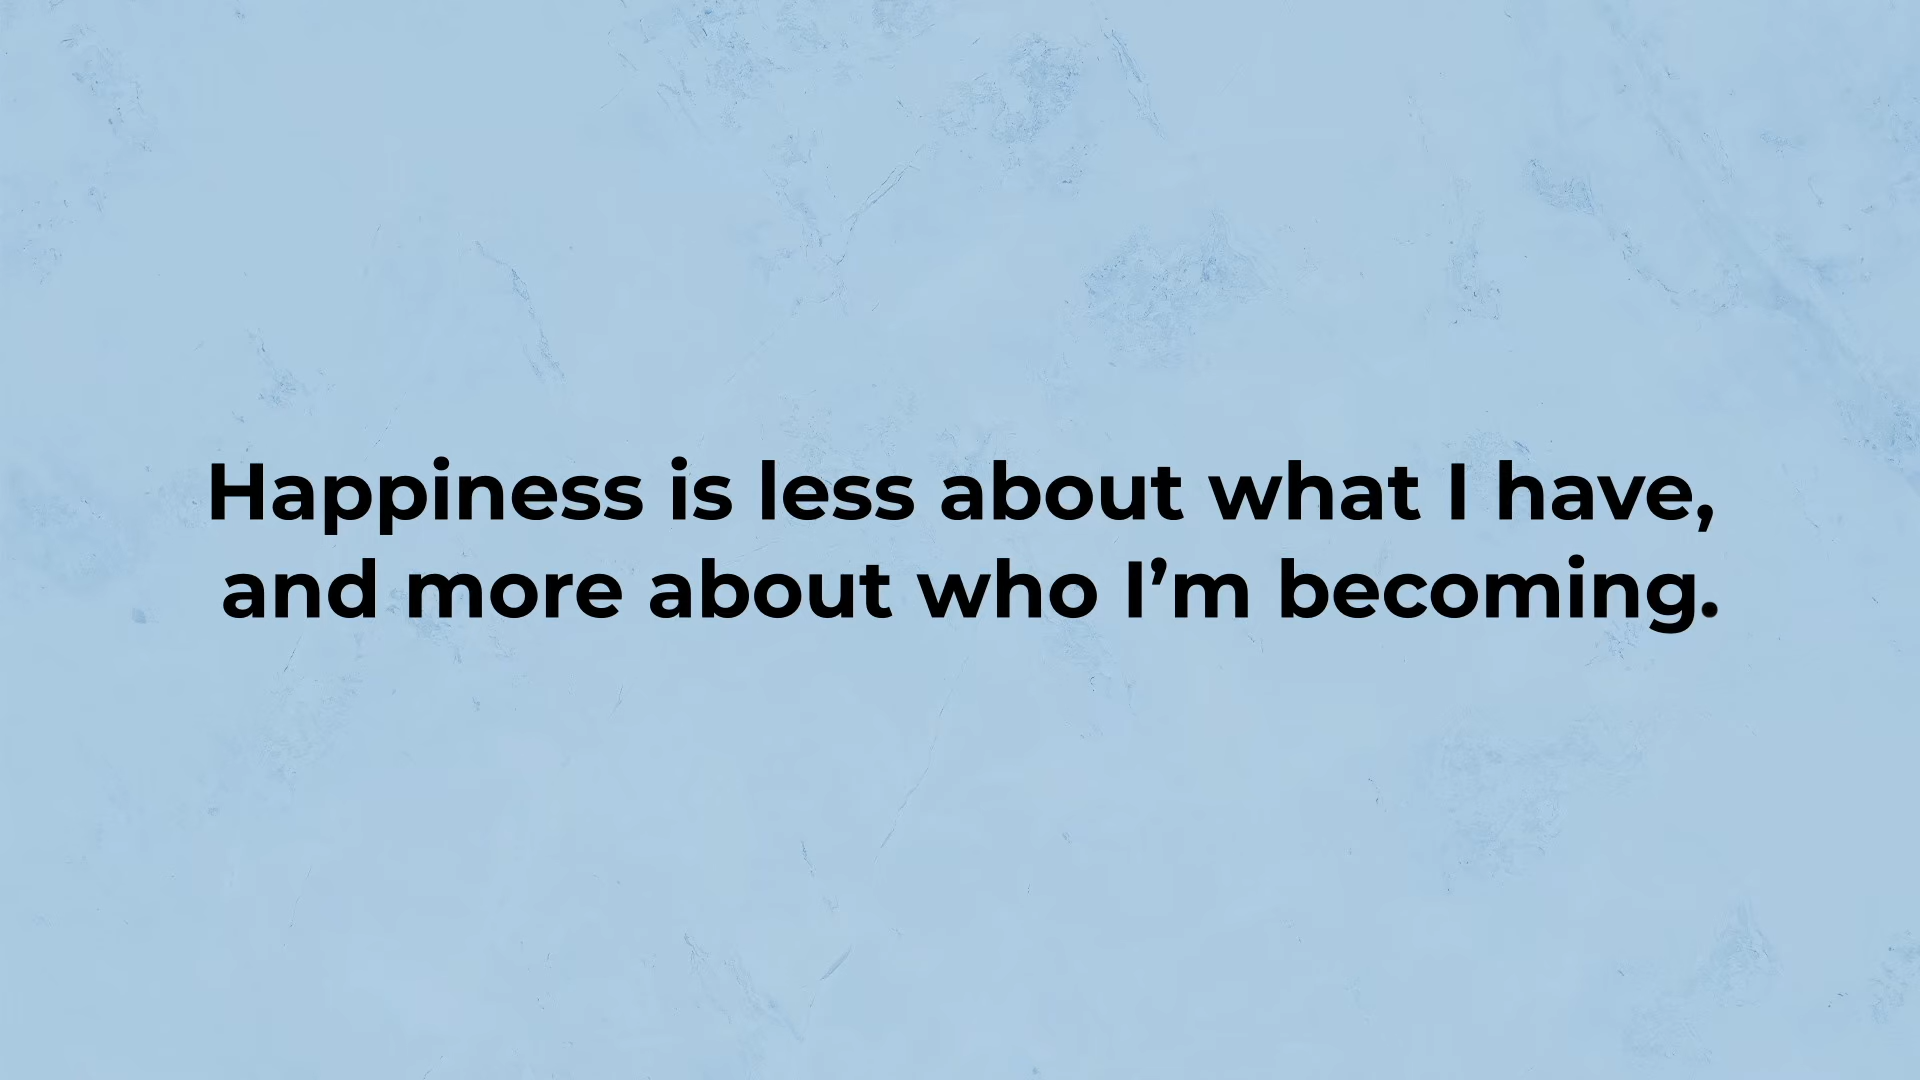 Happiness is less about what I have,
and more about who I’m becoming.